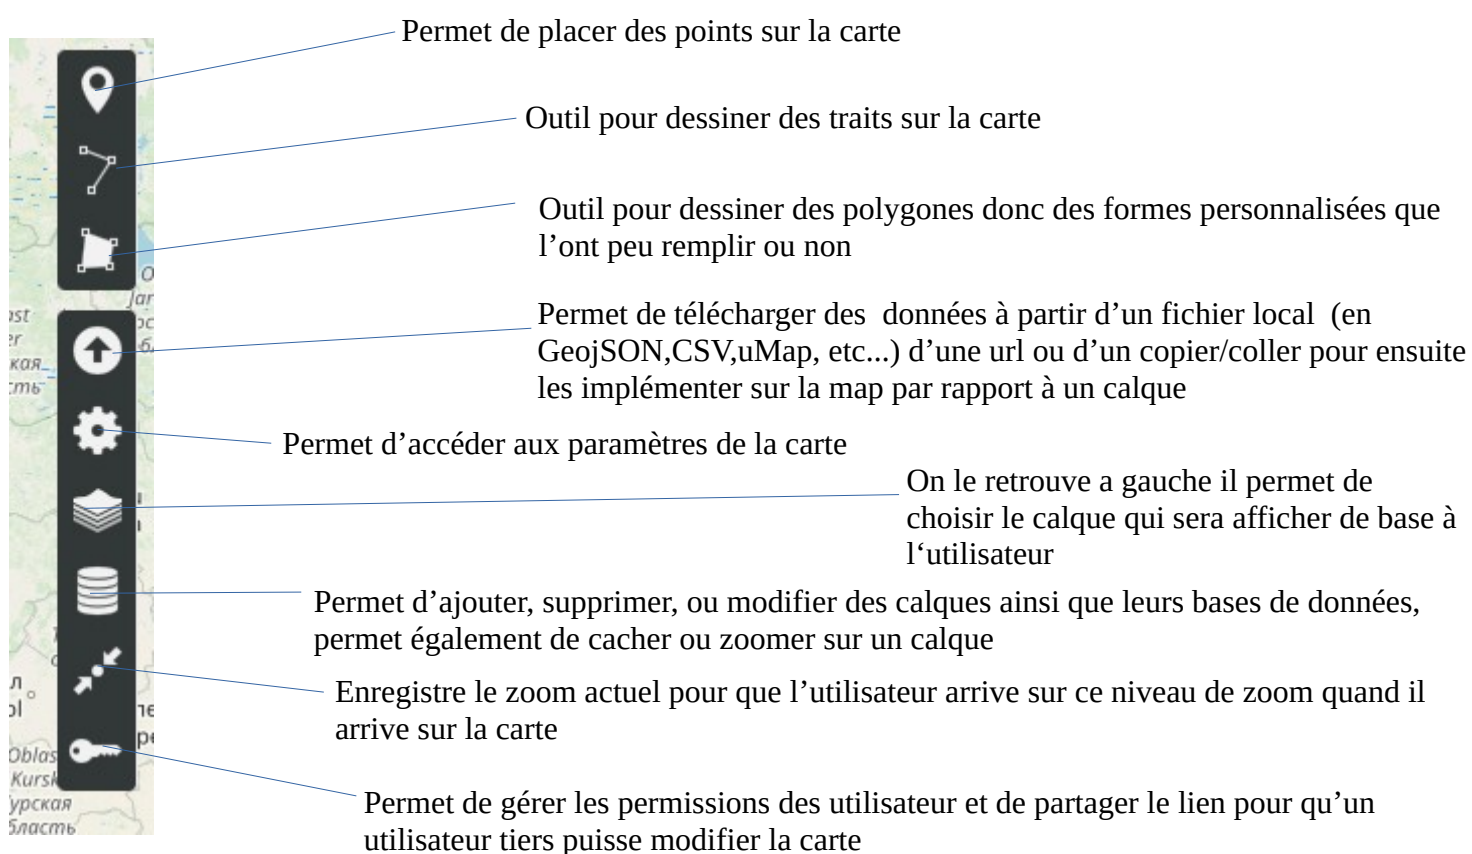 Permet de placer des points sur la carte
Outil pour dessiner des traits sur la carte
Outil pour dessiner des polygones donc des formes personnalisées que
l’ont peu remplir ou non
Permet de télécharger des  données à partir d’un fichier local  (en
GeojSON,CSV,uMap, etc...) d’une url ou d’un copier/coller pour ensuite
les implémenter sur la map par rapport à un calque
Permet d’accéder aux paramètres de la carte
On le retrouve a gauche il permet de
choisir le calque qui sera afficher de base à
l‘utilisateur
Permet d’ajouter, supprimer, ou modifier des calques ainsi que leurs bases de données,
permet également de cacher ou zoomer sur un calque
Enregistre le zoom actuel pour que l’utilisateur arrive sur ce niveau de zoom quand il
arrive sur la carte
Permet de gérer les permissions des utilisateur et de partager le lien pour qu’un
utilisateur tiers puisse modifier la carte
Oblas
Kursk
урская
бласть